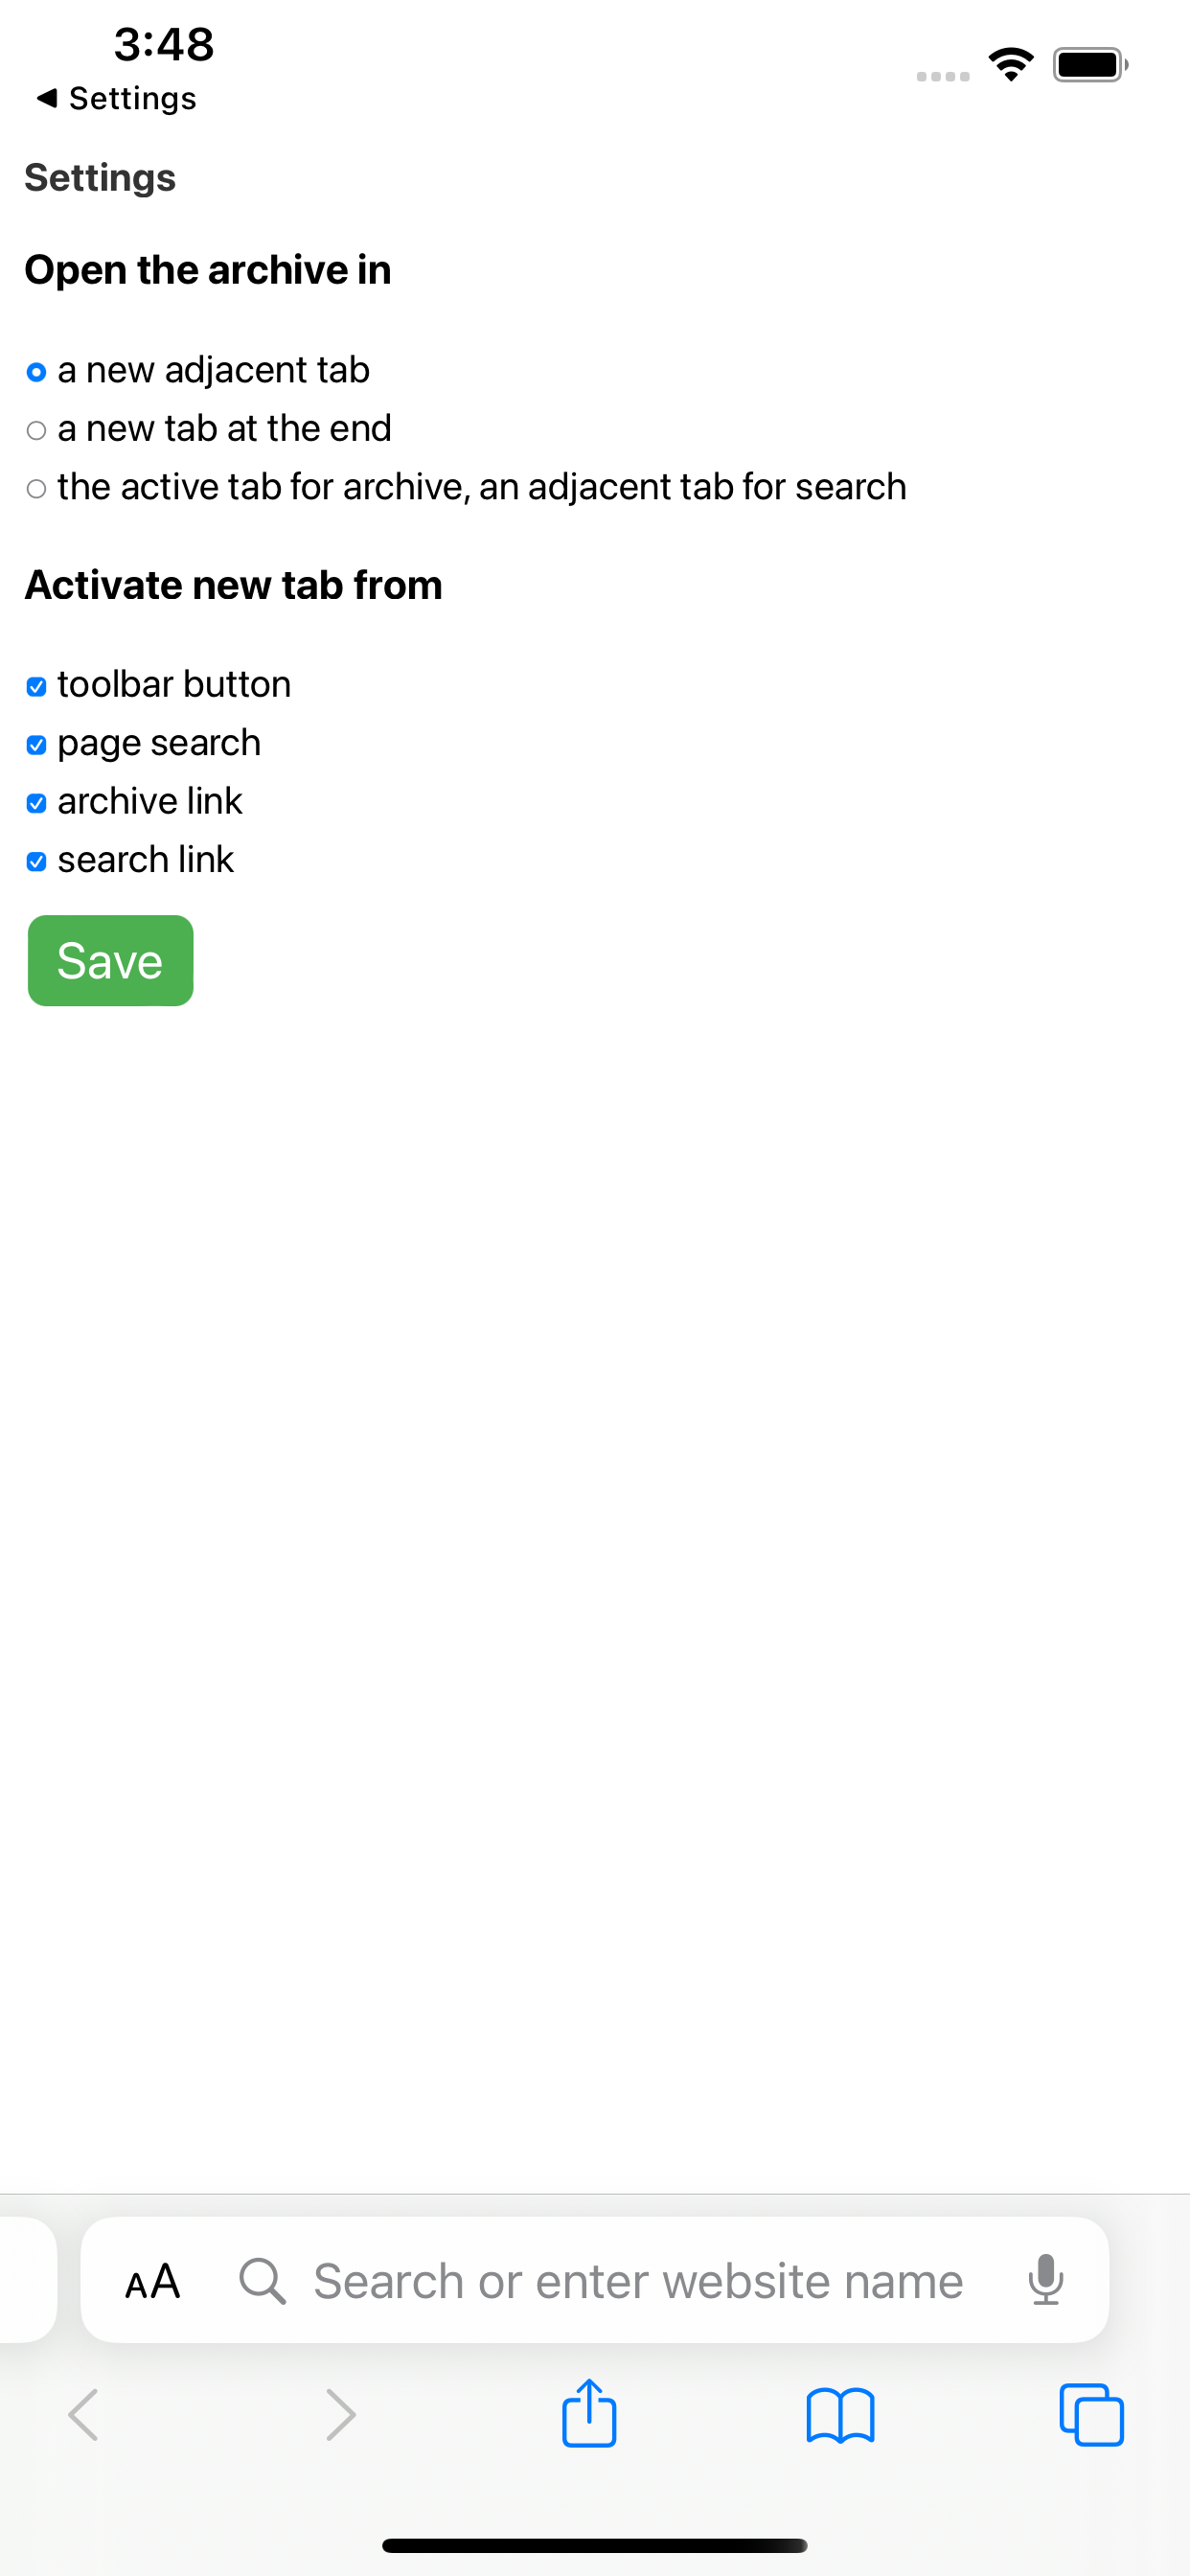 3:48
Settings
Settings
Open the archive in
a new adjacent tab
a new tab at the end
the active tab for archive, an adjacent tab for search
Activate new tab from
toolbar button
page search
archive link
search link
Save
AA Search or enter website name